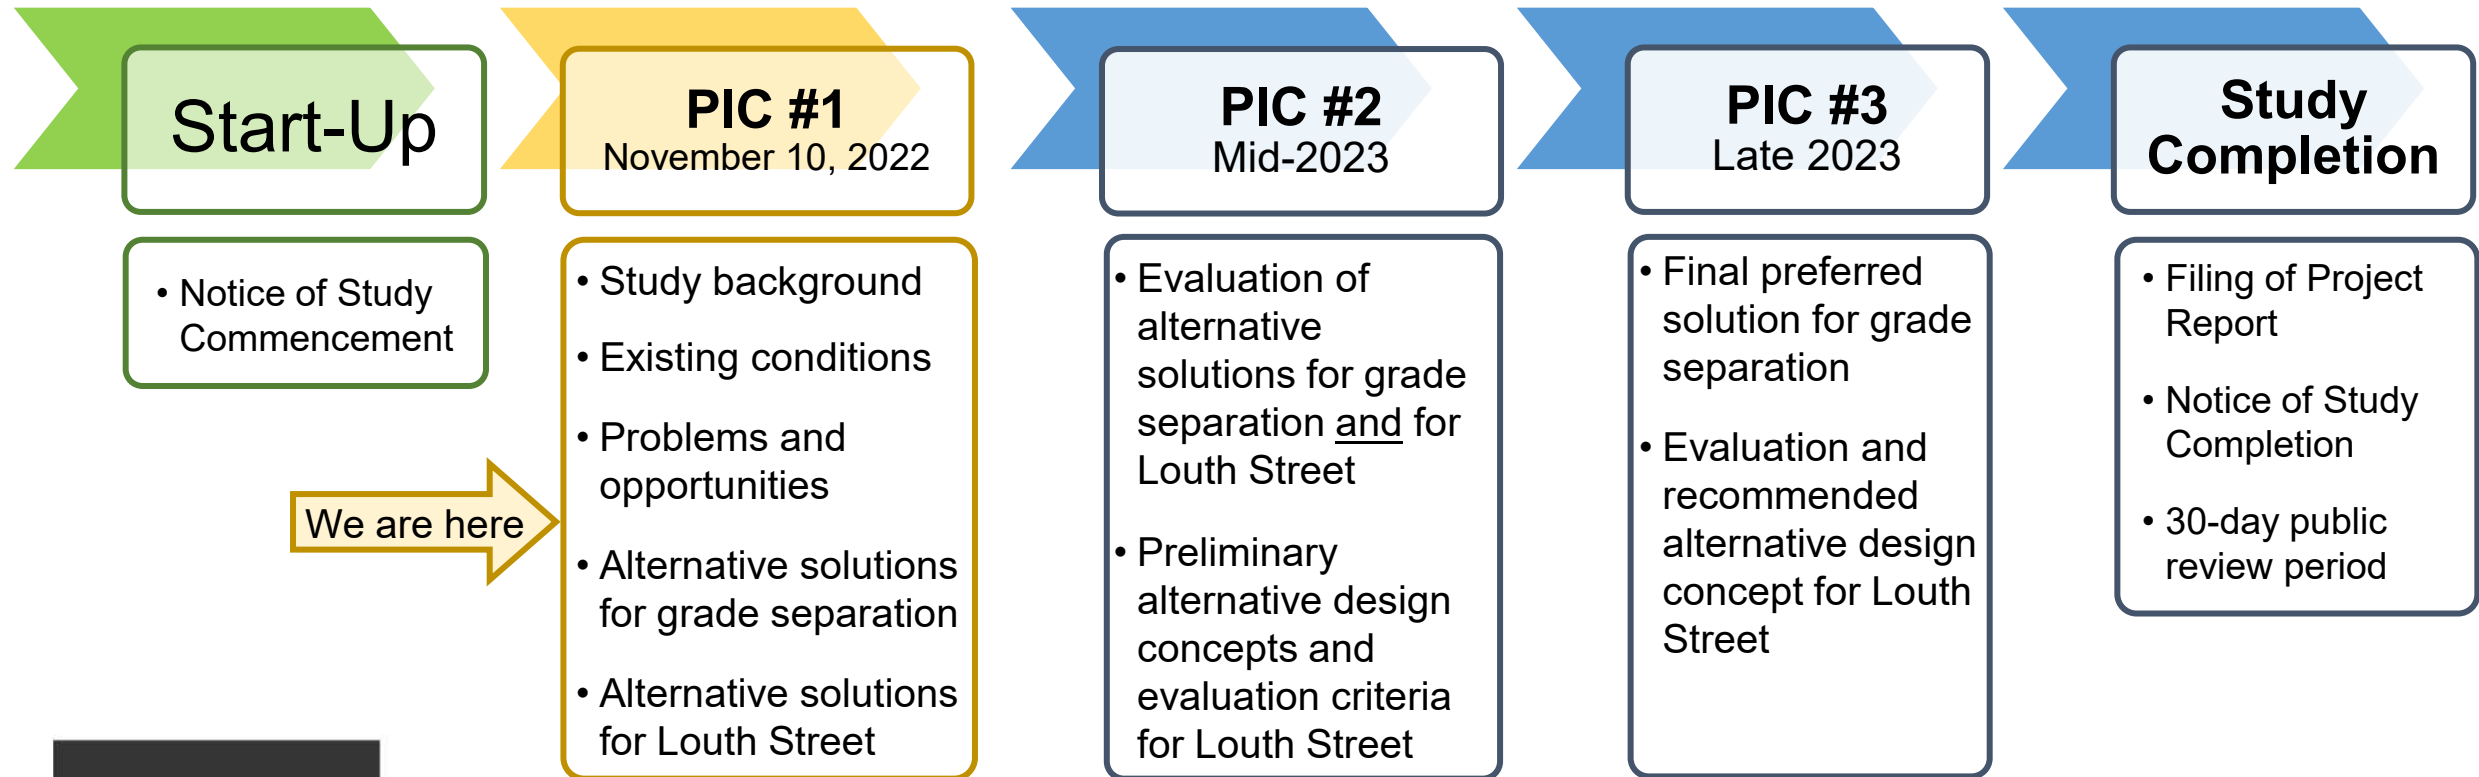 Start-Up
• Notice of Study
Commencement
We are here
PIC #1
November 10, 2022
• Study background
• Existing conditions
• Problems and
opportunities
• Alternative solutions
for grade separation
• Alternative solutions
for Louth Street
PIC #2
Mid-2023
• Evaluation of
alternative
solutions for grade
separation and for
Louth Street
• Preliminary
alternative design
concepts and
evaluation criteria
for Louth Street
PIC #3
Late 2023
• Final preferred
solution for grade
separation
• Evaluation and
recommended
alternative design
concept for Louth
Street
Study
Completion
• Filing of Project
Report
• Notice of Study
Completion
• 30-day public
review period